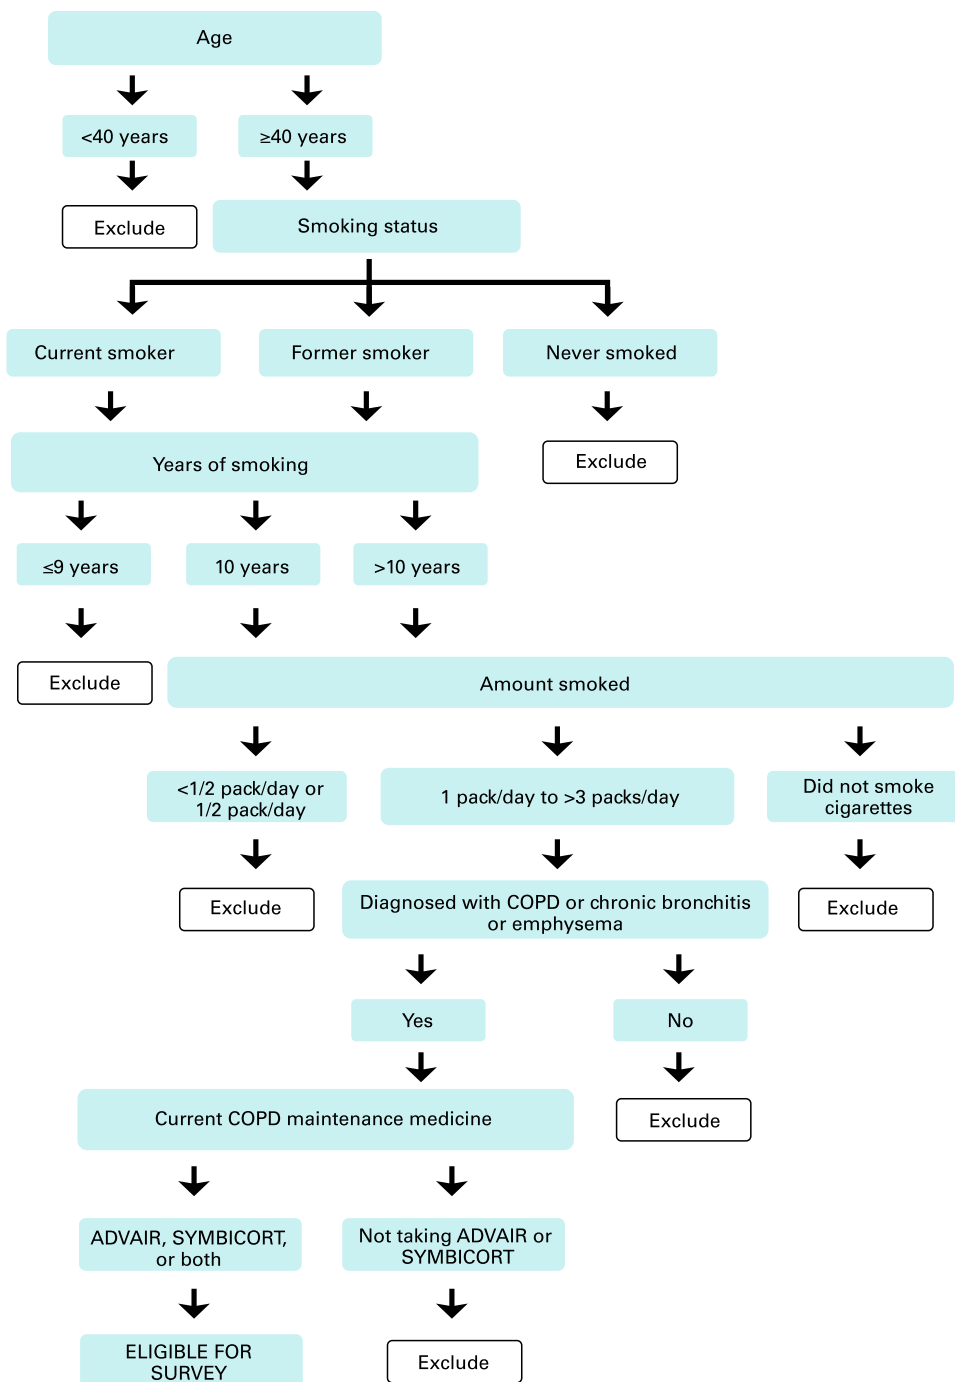 Age
<40 years
≥40 years
Exclude
Smoking status
Current smoker
Former smoker
Never smoked
Exclude
Years of smoking
≤9 years
10 years
>10 years
Exclude
Amount smoked
<1/2 pack/day or
1/2 pack/day
1 pack/day to >3 packs/day
Did not smoke
cigarettes
Exclude
Diagnosed with COPD or chronic bronchitis
or emphysema
Exclude
Yes
No
Current COPD maintenance medicine
Exclude
ADVAIR, SYMBICORT,
or both
Not taking ADVAIR or
SYMBICORT
ELIGIBLE FOR
SURVEY
Exclude